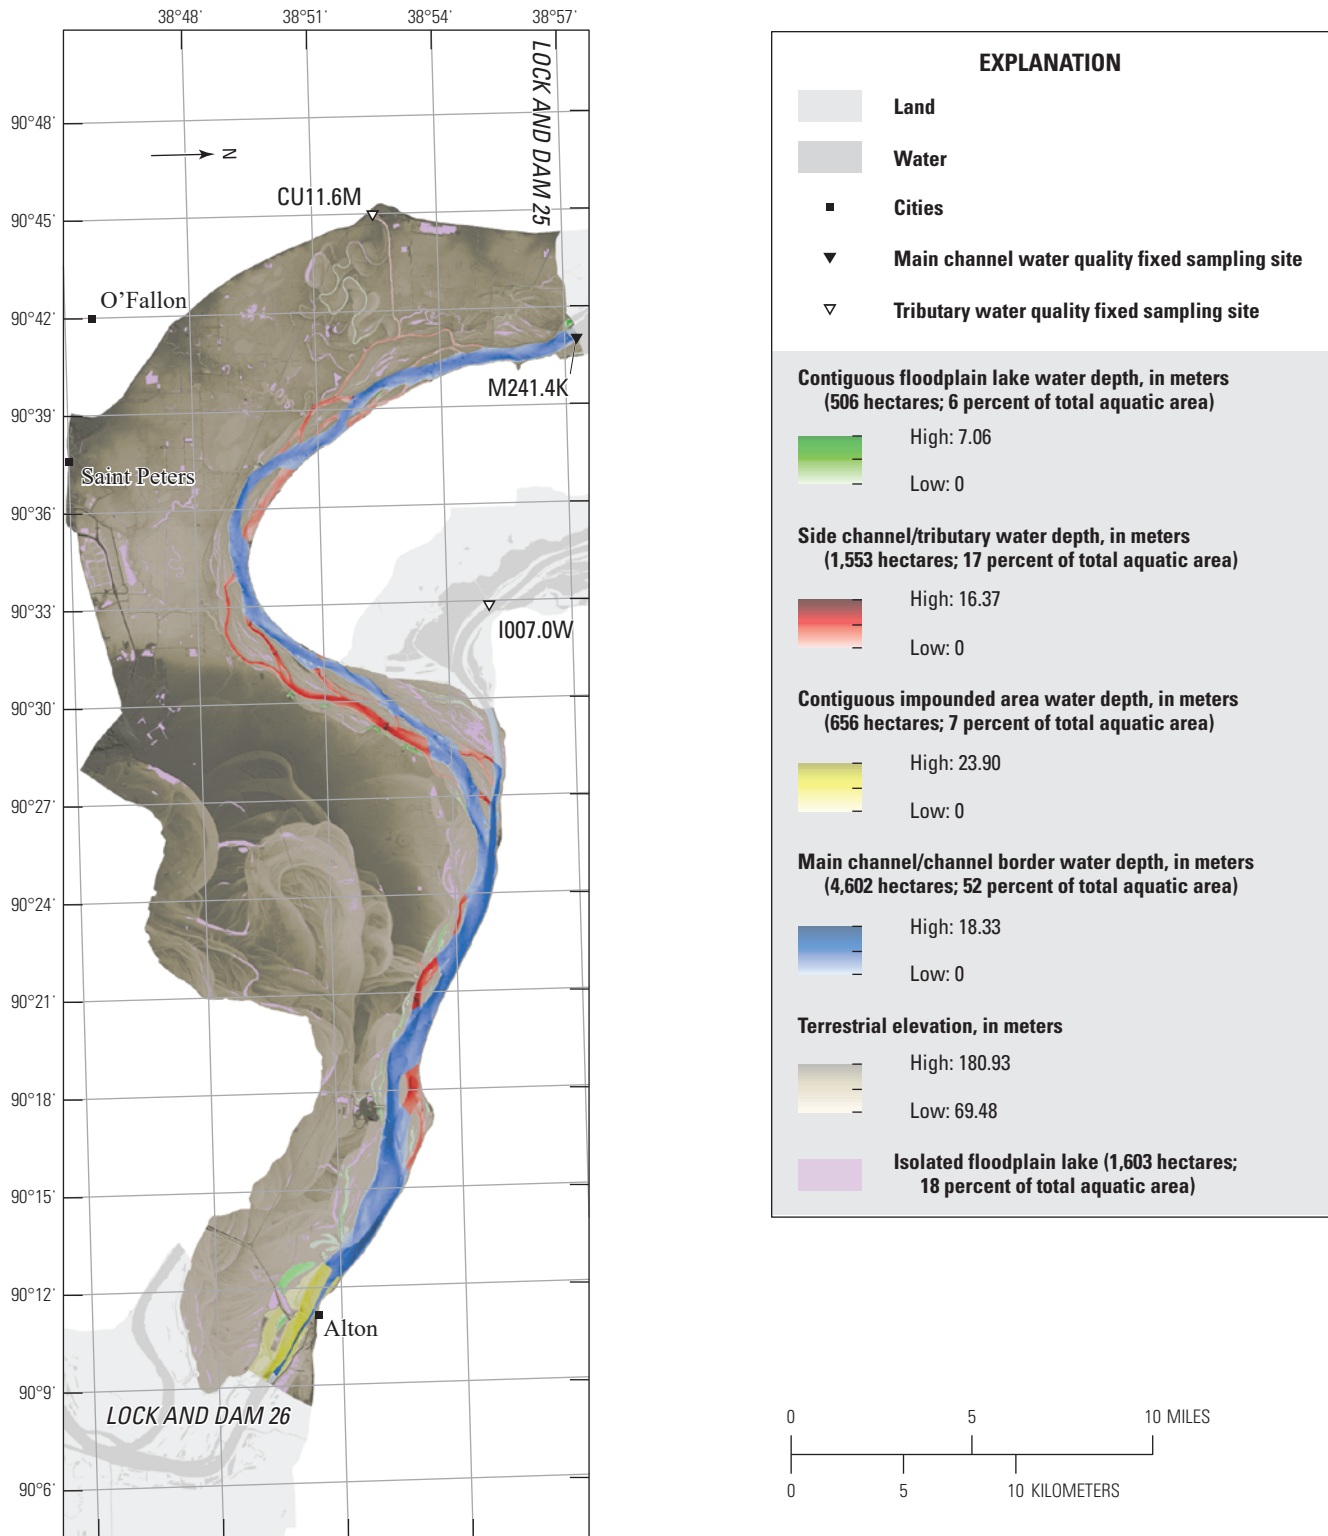 38°48'
38°51'
38°54'
38°57'
90°48'
90°45'
90°42'
90°39'
90°36'
90°33'
90°30'
90°27'
90°24'
90°21'
90°18'
90°15'
90°12'
90°9'
90°6'
N
LOCK AND DAM 25
CU11.6M
O'Fallon
M241.4K
Saint Peters
I007.0W
Alton
LOCK AND DAM 26
EXPLANATION
Land
Water
Cities
Main channel water quality fixed sampling site
Tributary water quality fixed sampling site
Contiguous floodplain lake water depth, in meters
(506 hectares; 6 percent of total aquatic area)
High: 7.06
Low: 0
Side channel/tributary water depth, in meters
(1,553 hectares; 17 percent of total aquatic area)
High: 16.37
Low: 0
Contiguous impounded area water depth, in meters
(656 hectares; 7 percent of total aquatic area)
High: 23.90
Low: 0
Main channel/channel border water depth, in meters
(4,602 hectares; 52 percent of total aquatic area)
High: 18.33
Low: 0
Terrestrial elevation, in meters
High: 180.93
Low: 69.48
Isolated floodplain lake (1,603 hectares;
18 percent of total aquatic area)
0 5 10 MILES
0 5 10 KILOMETERS